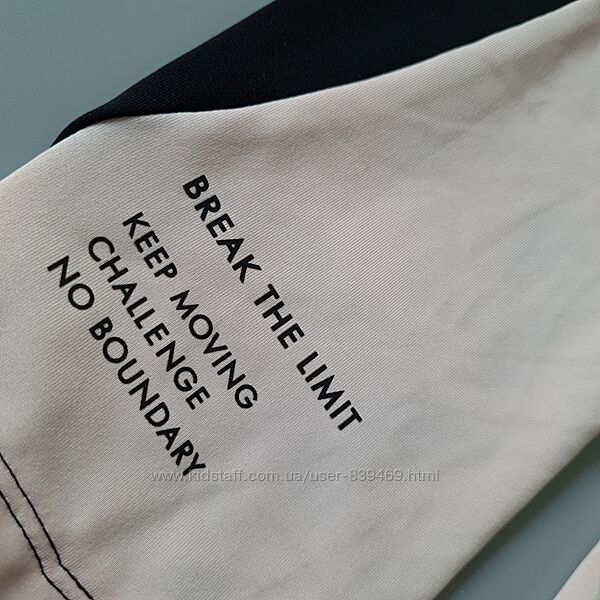 BREAK THE LIMIT
KEEP MOVING
CHALLENGE
NO BOUNDARY
www.kidstaff.com.ua/user-839469.html